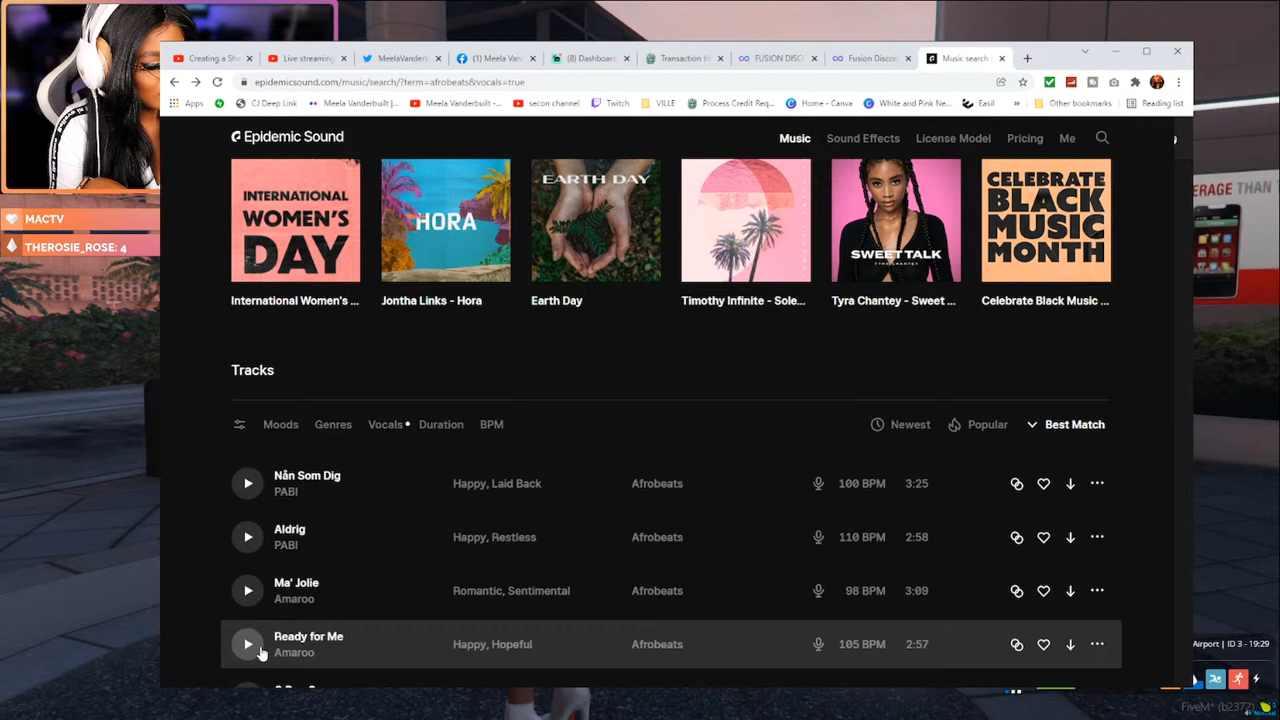 Creating a Sh
Live streaming
MeelaVanderl
(1) Meela Van
(8) Dashboard
Transaction Hi
FUSION DISC
Fusion Discor
Music search
epidemicsound.com/music/search/?term=afrobeats&vocals=true
Apps
CJ Deep Link
Meela Vanderbuilt |...
Meela Vanderbuilt -...
secon channel
Twitch
VILLE
Process Credit Req...
Home - Canva
White and Pink Ne...
Easil
»
Other bookmarks
Reading list
Epidemic Sound
Music
Sound Effects
License Model
Pricing
Me
INTERNATIONAL
WOMEN'S
DAY
HORA
EARTH DAY
SWEET TALK
TYRA CHANTEY
CELEBRATE
BLACK
MUSIC
MONTH
International Women's ...
Jontha Links - Hora
Earth Day
Timothy Infinite - Sole...
Tyra Chantey - Sweet ...
Celebrate Black Music ...
Tracks
Moods
Genres
Vocals
Duration
BPM
Newest
Popular
Best Match
Nån Som Dig
PABI
Happy, Laid Back
Afrobeats
100 BPM
3:25
Aldrig
PABI
Happy, Restless
Afrobeats
110 BPM
2:58
Ma' Jolie
Amaroo
Romantic, Sentimental
Afrobeats
98 BPM
3:09
Ready for Me
Amaroo
Happy, Hopeful
Afrobeats
105 BPM
2:57
MACTV
THEROSIE_ROSE: 4
ERAGE THAN
Airport | ID 3 - 19:29
FiveM* (b2372)